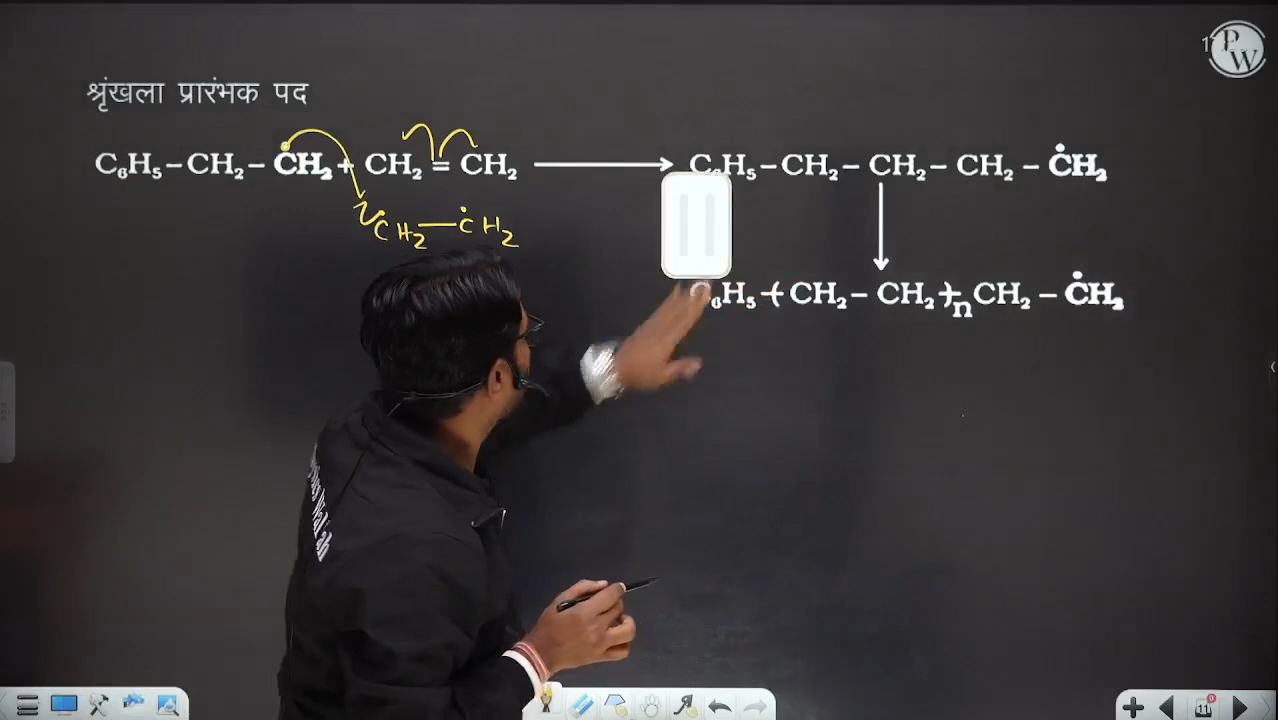 श्रृंखला प्रारंभक पद
C₆H₅ – CH₂ – ĊH₂ + CH₂ = CH₂ ⟶ C₆H₅ – CH₂ – CH₂ – CH₂ – ĊH₂
ĊH₂ — ĊH₂
C₆H₅ –(CH₂ – CH₂)ₙ CH₂ – ĊH₂
PW
11